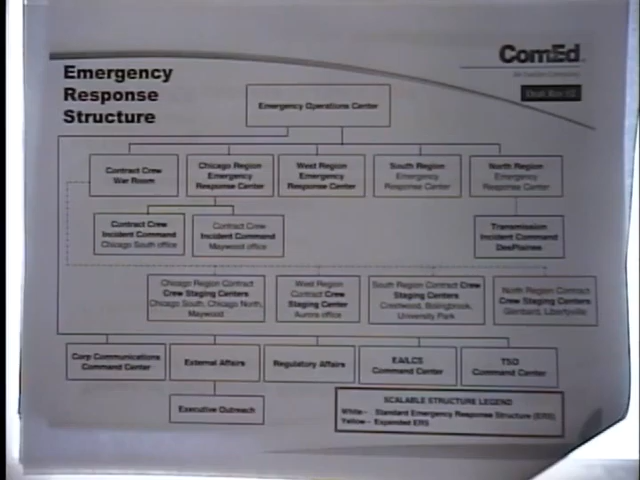 ComEd
An Exelon Company
Emergency
Response
Structure
Emergency Operations Center
Contract Crew
War Room
Chicago Region
Emergency
Response Center
West Region
Emergency
Response Center
South Region
Emergency
Response Center
North Region
Emergency
Response Center
Contract Crew
Incident Command
Chicago South office
Contract Crew
Incident Command
Maywood office
Transmission
Incident Command
DesPlaines
Chicago Region Contract
Crew Staging Centers
Chicago South, Chicago North,
Maywood
West Region
Contract Crew
Staging Center
Aurora office
South Region Contract Crew
Staging Centers
Crestwood, Bolingbrook,
University Park
North Region Contract
Crew Staging Centers
Glenbard, Libertyville
Corp Communications
Command Center
External Affairs
Regulatory Affairs
EA/LCS
Command Center
TSO
Command Center
Executive Outreach
SCALABLE STRUCTURE LEGEND
White - Standard Emergency Response Structure (ERS)
Yellow - Expanded ERS